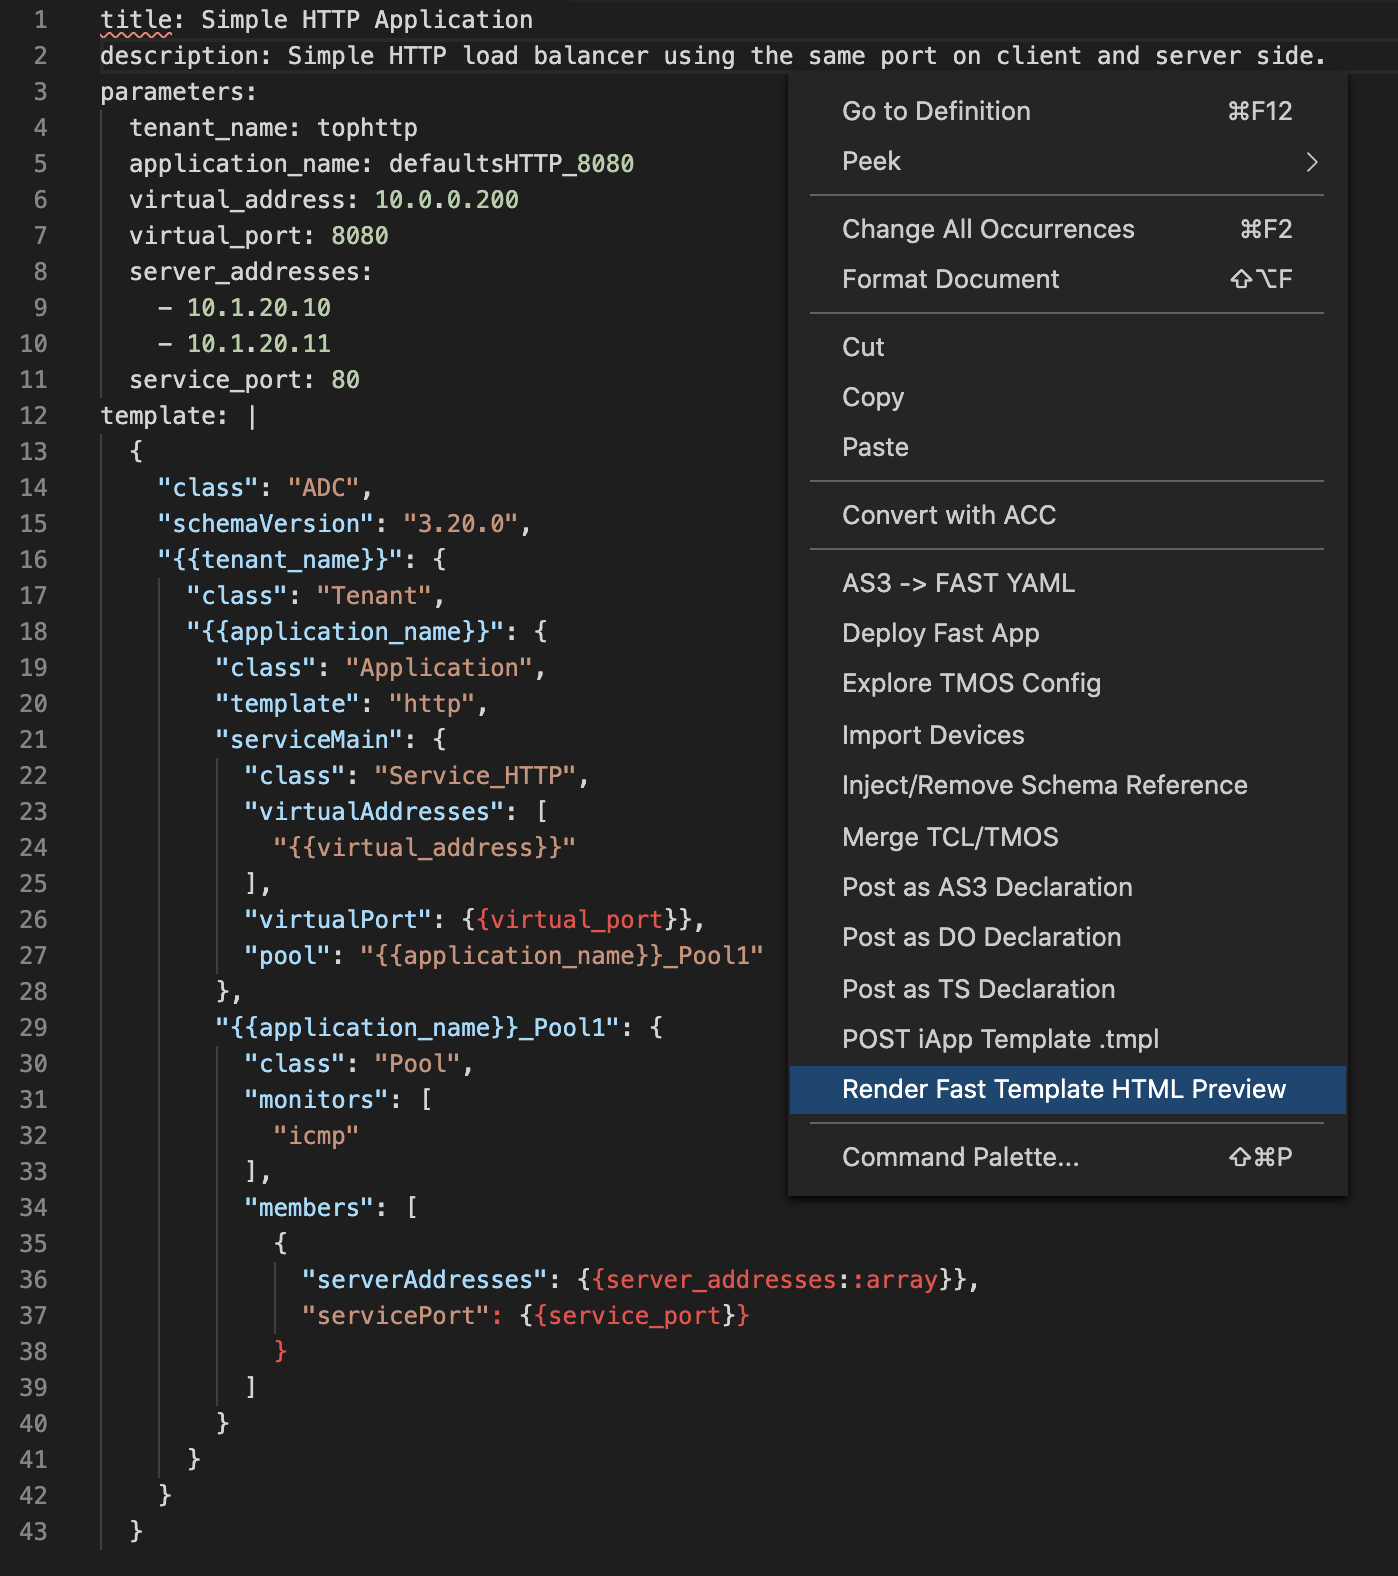 1 title: Simple HTTP Application
2 description: Simple HTTP load balancer using the same port on client and server side.
3 parameters:
4 tenant_name: tophttp
5 application_name: defaultsHTTP_8080
6 virtual_address: 10.0.0.200
7 virtual_port: 8080
8 server_addresses:
9 - 10.1.20.10
10 - 10.1.20.11
11 service_port: 80
12 template: |
13 {
14 "class": "ADC",
15 "schemaVersion": "3.20.0",
16 "{{tenant_name}}": {
17 "class": "Tenant",
18 "{{application_name}}": {
19 "class": "Application",
20 "template": "http",
21 "serviceMain": {
22 "class": "Service_HTTP",
23 "virtualAddresses": [
24 "{{virtual_address}}"
25 ],
26 "virtualPort": {{virtual_port}},
27 "pool": "{{application_name}}_Pool1"
28 },
29 "{{application_name}}_Pool1": {
30 "class": "Pool",
31 "monitors": [
32 "icmp"
33 ],
34 "members": [
35 {
36 "serverAddresses": {{server_addresses::array}},
37 "servicePort": {{service_port}}
38 }
39 ]
40 }
41 }
42 }
43 }
Go to Definition ⌘F12
Peek >
Change All Occurrences ⌘F2
Format Document ⇧⌥F
Cut
Copy
Paste
Convert with ACC
AS3 -> FAST YAML
Deploy Fast App
Explore TMOS Config
Import Devices
Inject/Remove Schema Reference
Merge TCL/TMOS
Post as AS3 Declaration
Post as DO Declaration
Post as TS Declaration
POST iApp Template .tmpl
Render Fast Template HTML Preview
Command Palette... ⇧⌘P